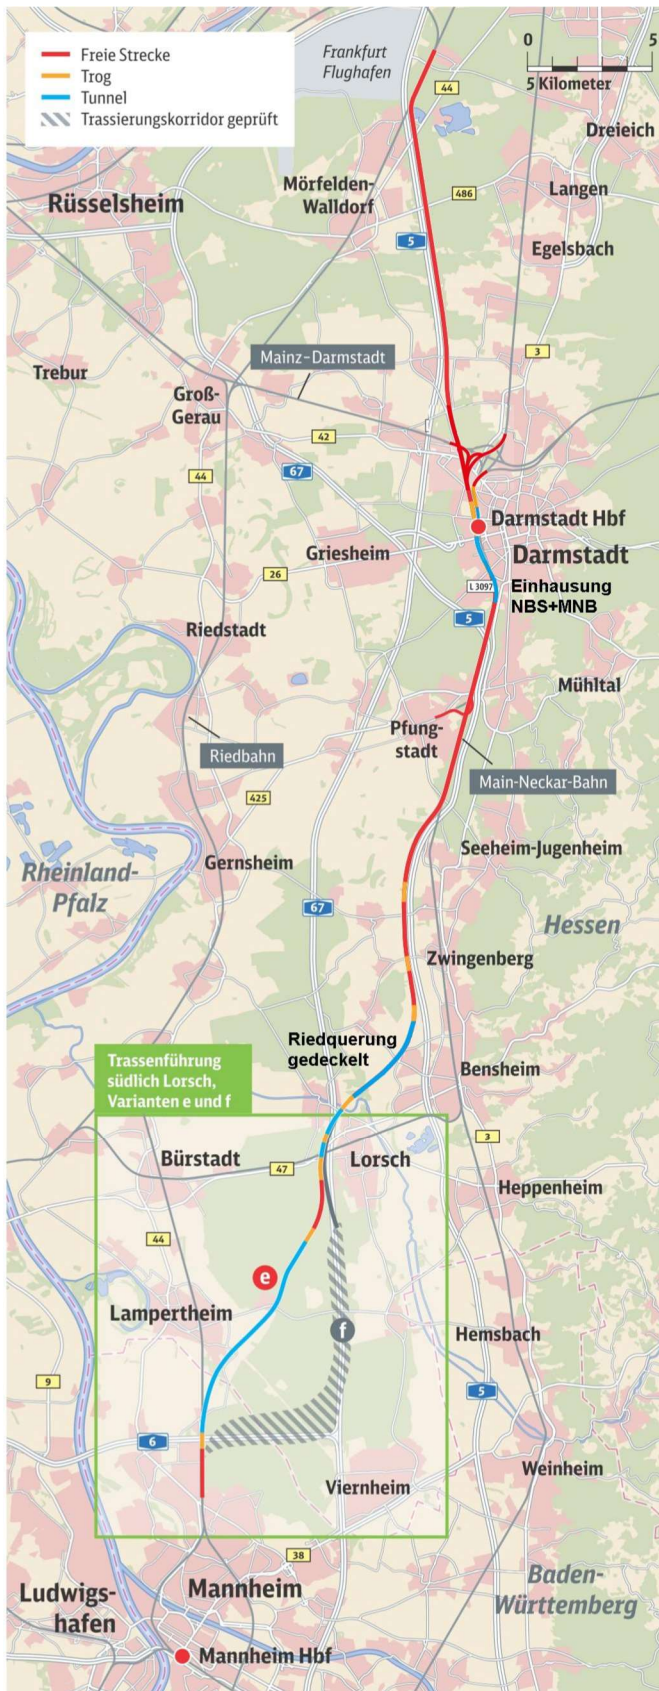 Freie Strecke
Trog
Tunnel
Trassierungskorridor geprüft
Frankfurt
Flughafen
0 5
5 Kilometer
44
Dreieich
Mörfelden-
Walldorf
486
Langen
Rüsselsheim
5
Egelsbach
Mainz–Darmstadt
3
Trebur
Groß-
Gerau
42
67
44
Darmstadt Hbf
Darmstadt
Griesheim
26
L 3097
Einhausung
NBS+MNB
5
Riedstadt
Mühltal
Pfung-
stadt
Riedbahn
Main-Neckar-Bahn
425
Seeheim-Jugenheim
Gernsheim
Rheinland-
Pfalz
67
Hessen
Zwingenberg
Riedquerung
gedeckelt
Trassenführung
südlich Lorsch,
Varianten e und f
Bensheim
3
Bürstadt
47
Lorsch
Heppenheim
44
e
Lampertheim
f
Hemsbach
9
5
6
Weinheim
Viernheim
38
Baden-
Württemberg
Ludwigs-
hafen
Mannheim
Mannheim Hbf